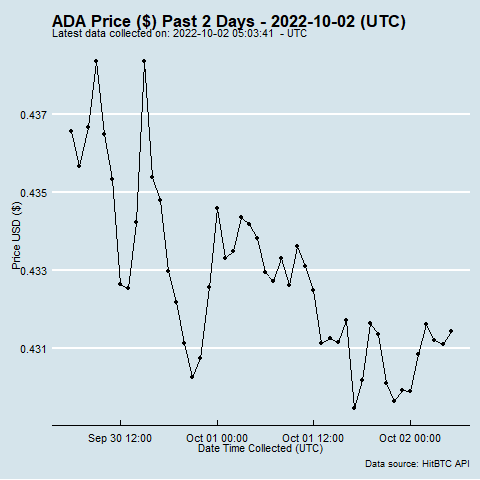 ADA Price ($) Past 2 Days - 2022-10-02 (UTC)
Latest data collected on: 2022-10-02 05:03:41  - UTC
0.437
0.435
0.433
0.431
Price USD ($)
Sep 30 12:00 Oct 01 00:00 Oct 01 12:00 Oct 02 00:00
Date Time Collected (UTC)
Data source: HitBTC API